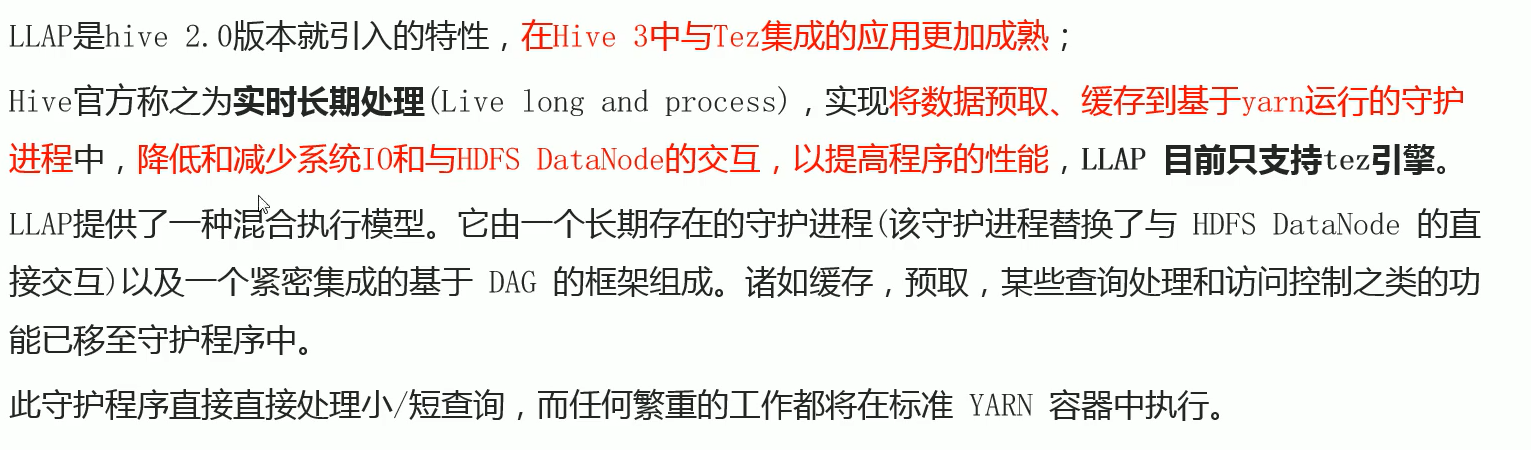 LLAP是hive 2.0版本就引入的特性，在Hive 3中与Tez集成的应用更加成熟；
Hive官方称之为实时长期处理(Live long and process)，实现将数据预取、缓存到基于yarn运行的守护
进程中，降低和减少系统IO和与HDFS DataNode的交互，以提高程序的性能，LLAP 目前只支持tez引擎。
LLAP提供了一种混合执行模型。它由一个长期存在的守护进程(该守护进程替换了与 HDFS DataNode 的直
接交互)以及一个紧密集成的基于 DAG 的框架组成。诸如缓存，预取，某些查询处理和访问控制之类的功
能已移至守护程序中。
此守护程序直接直接处理小/短查询，而任何繁重的工作都将在标准 YARN 容器中执行。